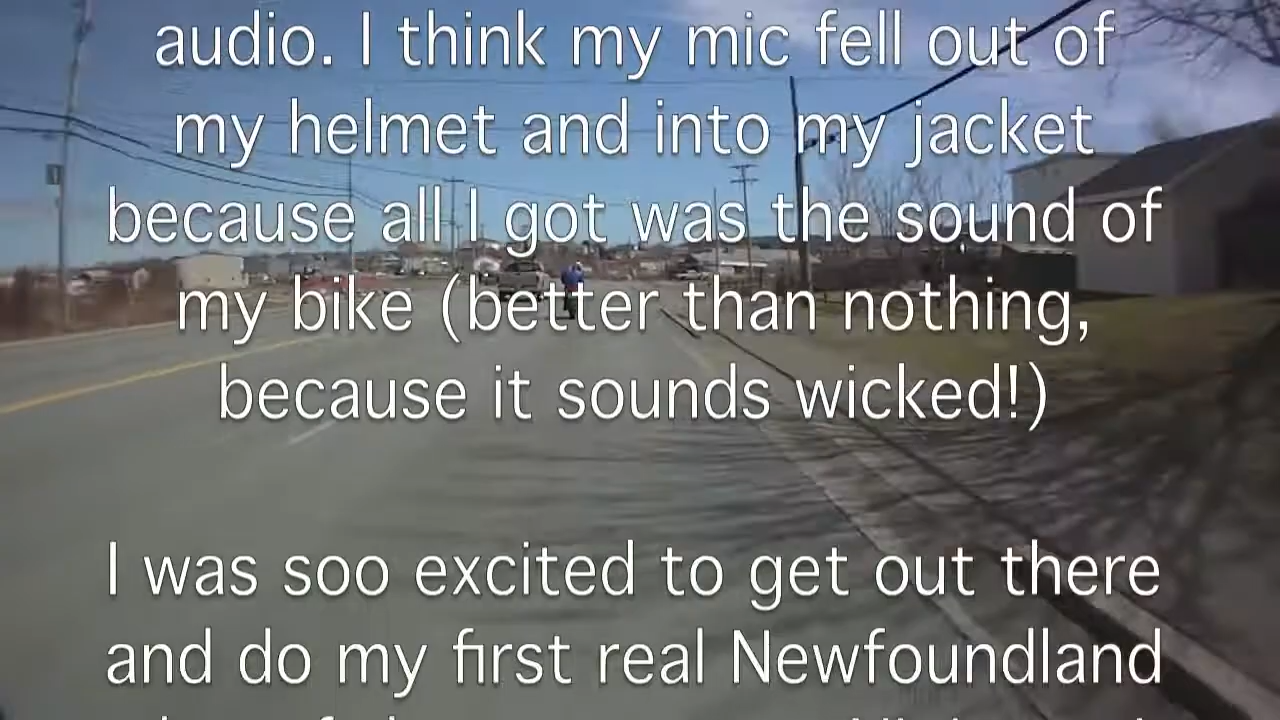 audio. I think my mic fell out of
my helmet and into my jacket
because all I got was the sound of
my bike (better than nothing,
because it sounds wicked!)
I was soo excited to get out there
and do my first real Newfoundland